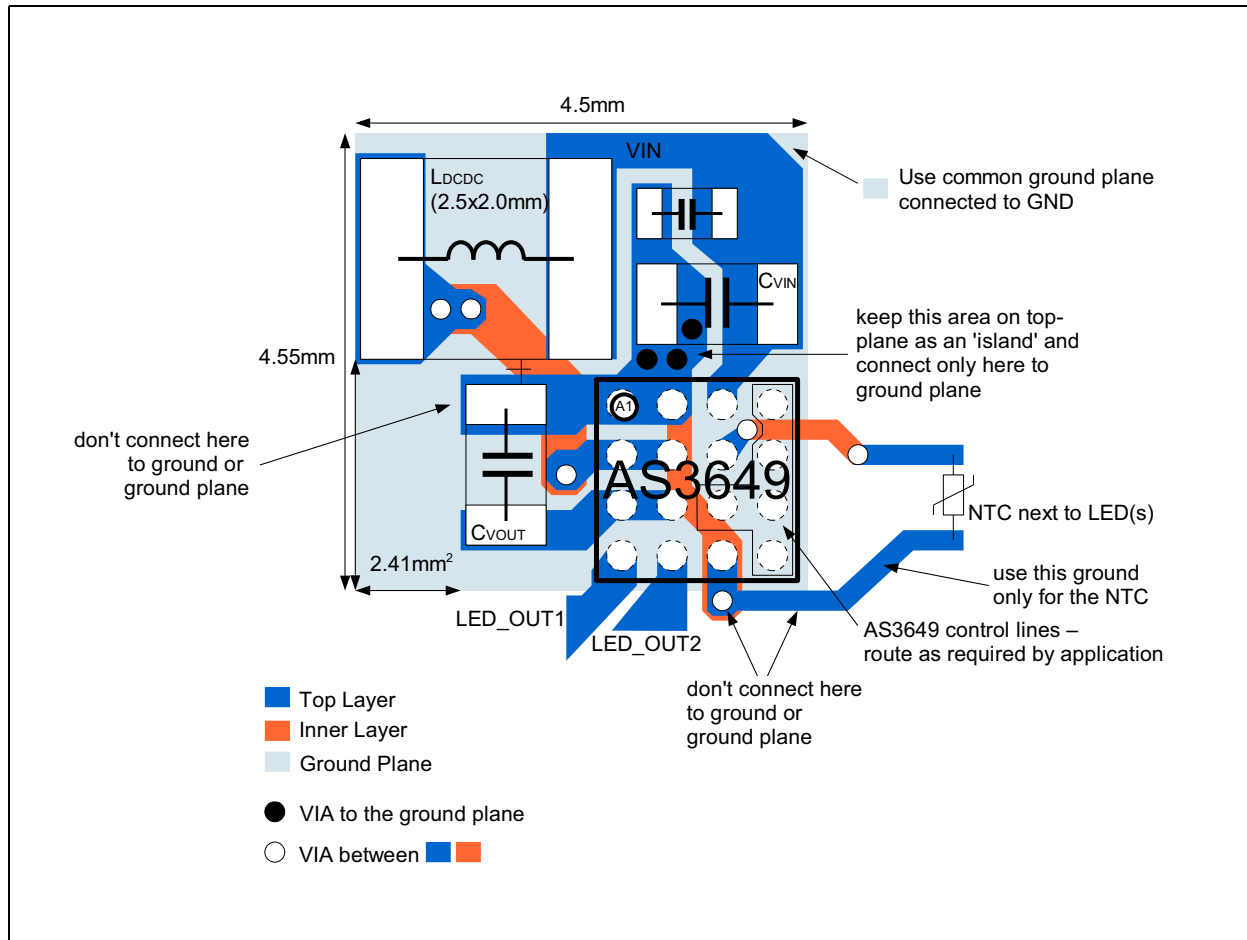 4.5mm
VIN
LDCDC
(2.5x2.0mm)
Use common ground plane
connected to GND
CVIN
keep this area on top-
plane as an 'island' and
connect only here to
ground plane
4.55mm
A1
don't connect here
to ground or
ground plane
AS3649
NTC next to LED(s)
CVOUT
2.41mm²
use this ground
only for the NTC
LED_OUT1
LED_OUT2
AS3649 control lines –
route as required by application
don't connect here
to ground or
ground plane
Top Layer
Inner Layer
Ground Plane
VIA to the ground plane
VIA between